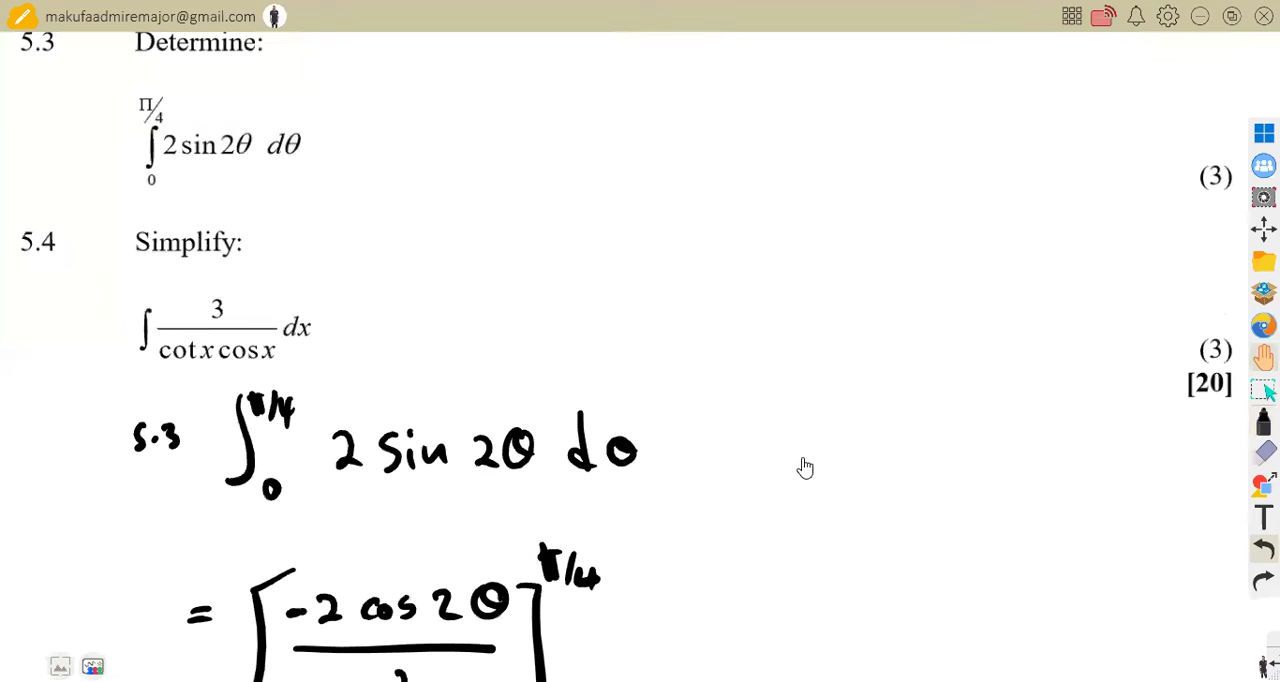 makufaadmiremajor@gmail.com
5.3 Determine:
∫₀^Π/4 2 sin 2θ dθ
(3)
5.4 Simplify:
∫ 3/(cot x cos x) dx
(3)
[20]
5.3 ∫₀^π/4 2 sin 2θ dθ
= [-2 cos 2θ / ]^π/4